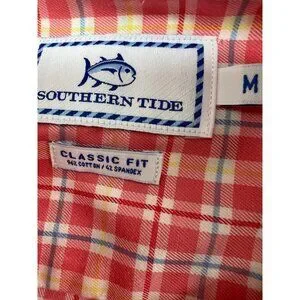 SOUTHERN TIDE
M
CLASSIC FIT
96% COTTON / 4% SPANDEX